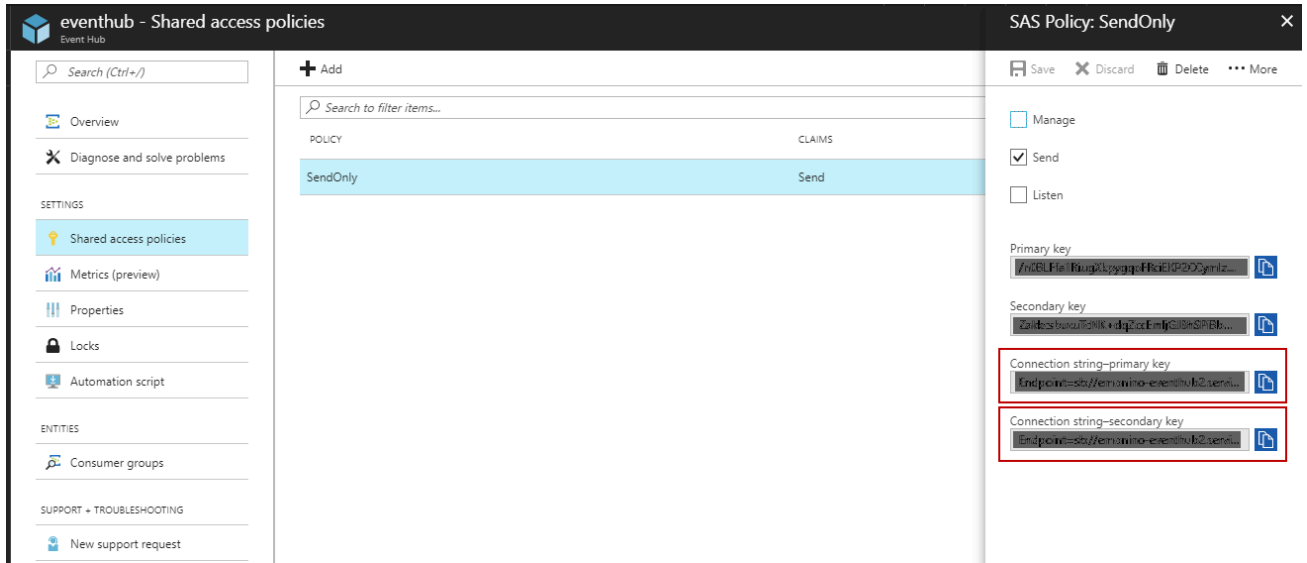 eventhub - Shared access policies
Event Hub
Search (Ctrl+/)
Overview
Diagnose and solve problems
SETTINGS
Shared access policies
Metrics (preview)
Properties
Locks
Automation script
ENTITIES
Consumer groups
SUPPORT + TROUBLESHOOTING
New support request
Add
Search to filter items...
POLICY CLAIMS
SendOnly Send
SAS Policy: SendOnly
Save Discard Delete More
Manage
Send
Listen
Primary key
Secondary key
Connection string–primary key
Connection string–secondary key